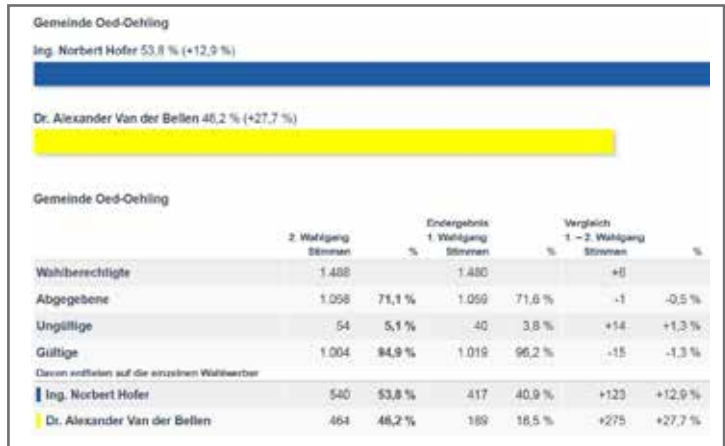 Gemeinde Oed-Oehling
Ing. Norbert Hofer 53,8 % (+12,9 %)
Dr. Alexander Van der Bellen 46,2 % (+27,7 %)
Gemeinde Oed-Oehling
Endergebnis Vergleich
2. Wahlgang 1. Wahlgang 1. – 2. Wahlgang
Stimmen % Stimmen % Stimmen %
Wahlberechtigte 1.488 1.480 +8
Abgegebene 1.058 71,1 % 1.059 71,6 % -1 -0,5 %
Ungültige 54 5,1 % 40 3,8 % +14 +1,3 %
Gültige 1.004 94,9 % 1.019 96,2 % -15 -1,3 %
Davon entfielen auf die einzelnen Wahlwerber
Ing. Norbert Hofer 540 53,8 % 417 40,9 % +123 +12,9 %
Dr. Alexander Van der Bellen 464 46,2 % 189 18,5 % +275 +27,7 %